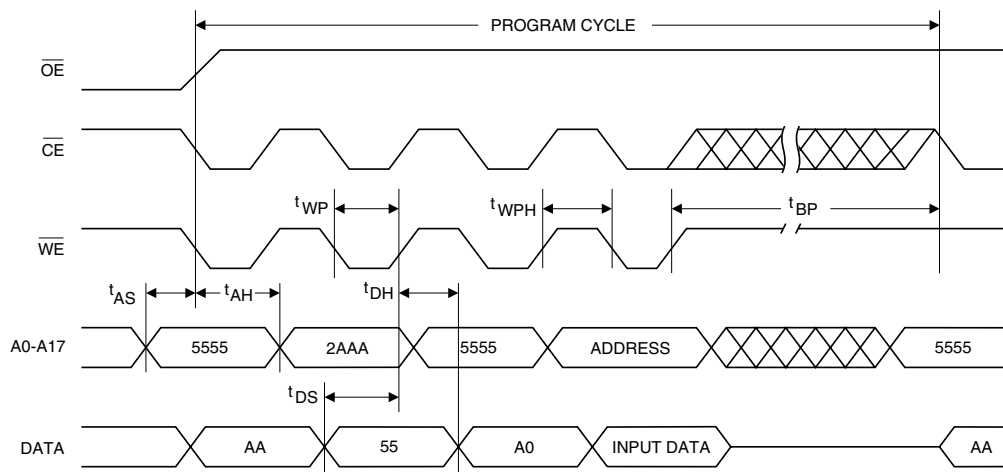 PROGRAM CYCLE
OE
CE
tWP
tWPH
tBP
WE
tAS
tAH
tDH
A0-A17
5555
2AAA
5555
ADDRESS
5555
tDS
DATA
AA
55
A0
INPUT DATA
AA